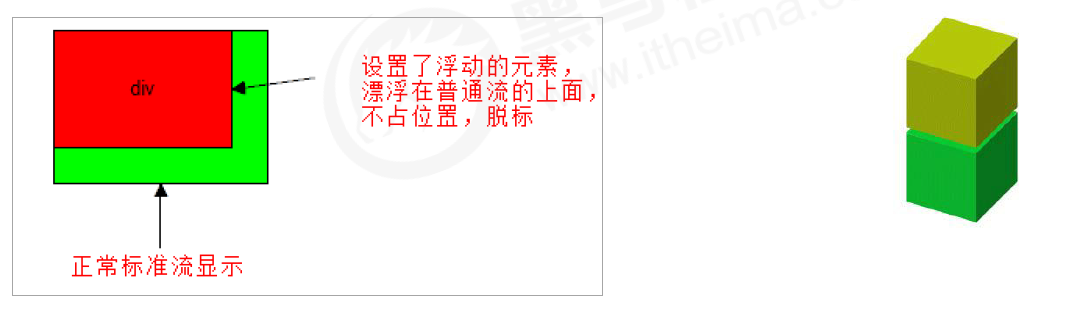 div
设置了浮动的元素，
漂浮在普通流的上面，
不占位置，脱标
正常标准流显示
www.itheima.co